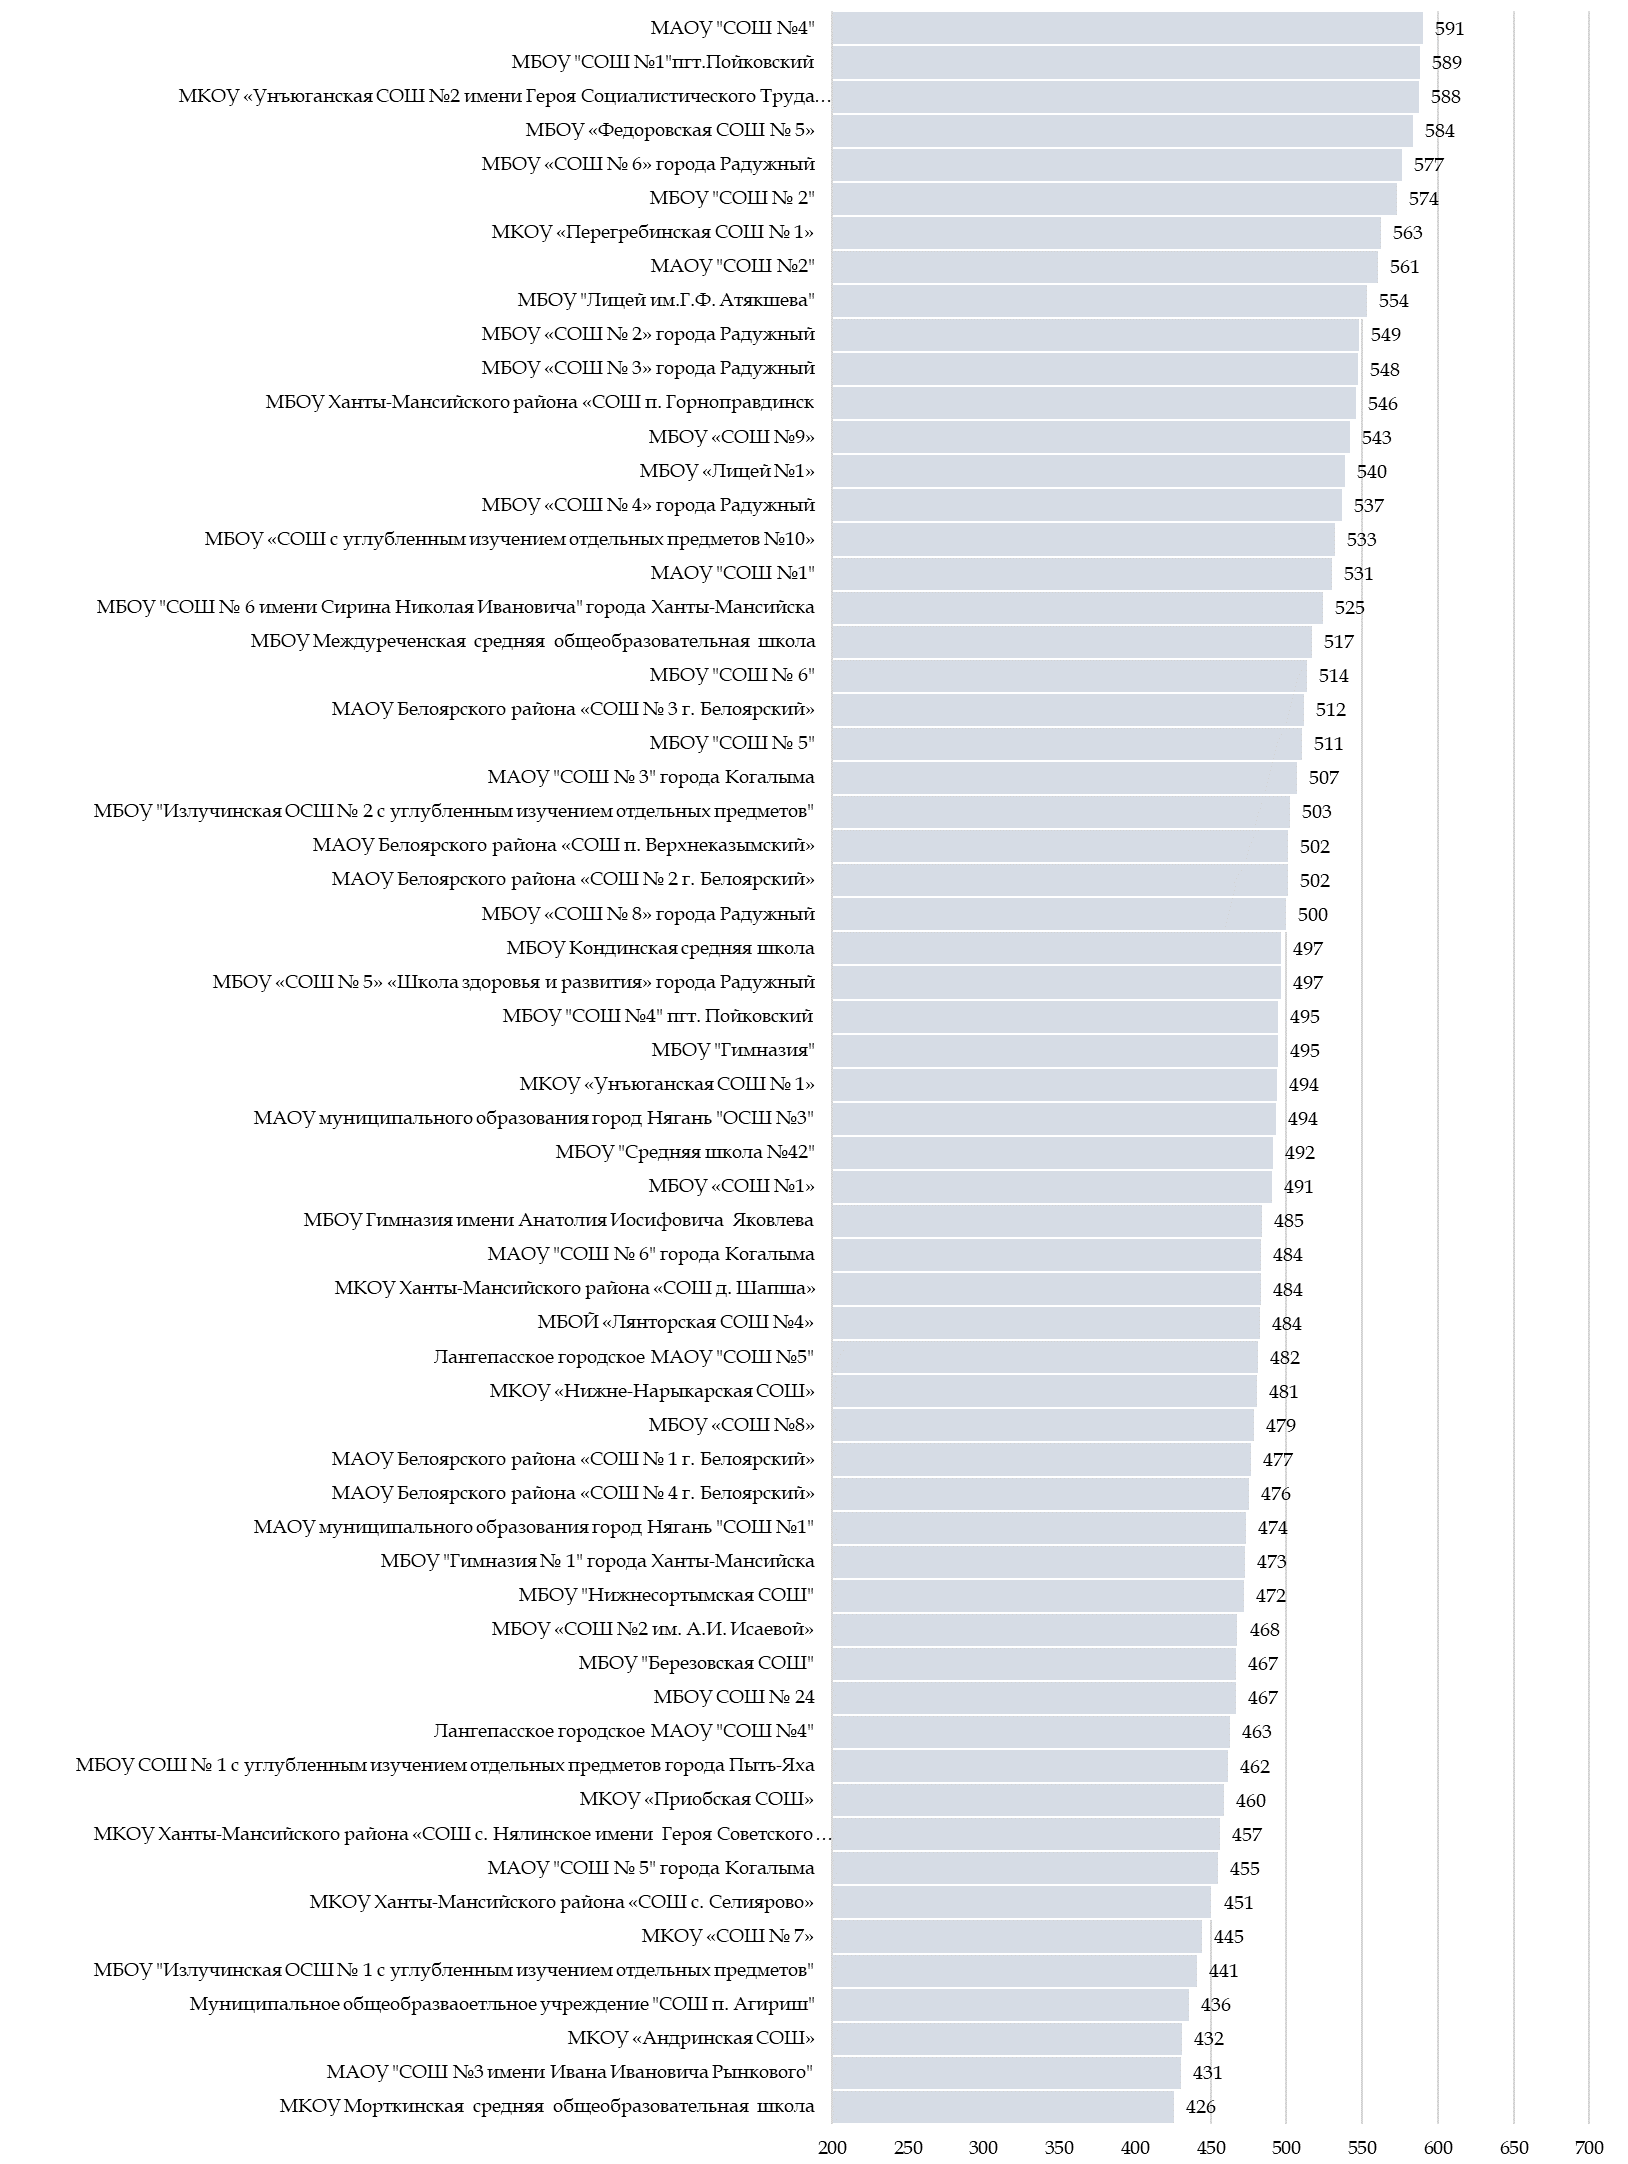 МАОУ "СОШ №4" 591
МБОУ "СОШ №1"пгт.Пойковский 589
МКОУ «Унъюганская СОШ №2 имени Героя Социалистического Труда… 588
МБОУ «Федоровская СОШ № 5» 584
МБОУ «СОШ № 6» города Радужный 577
МБОУ "СОШ № 2" 574
МКОУ «Перегребинская СОШ № 1» 563
МАОУ "СОШ №2" 561
МБОУ "Лицей им.Г.Ф. Атякшева" 554
МБОУ «СОШ № 2» города Радужный 549
МБОУ «СОШ № 3» города Радужный 548
МБОУ Ханты-Мансийского района «СОШ п. Горноправдинск 546
МБОУ «СОШ №9» 543
МБОУ «Лицей №1» 540
МБОУ «СОШ № 4» города Радужный 537
МБОУ «СОШ с углубленным изучением отдельных предметов №10» 533
МАОУ "СОШ №1" 531
МБОУ "СОШ № 6 имени Сирина Николая Ивановича" города Ханты-Мансийска 525
МБОУ Междуреченская средняя общеобразовательная школа 517
МБОУ "СОШ № 6" 514
МАОУ Белоярского района «СОШ № 3 г. Белоярский» 512
МБОУ "СОШ № 5" 511
МАОУ "СОШ № 3" города Когалыма 507
МБОУ "Излучинская ОСШ № 2 с углубленным изучением отдельных предметов" 503
МАОУ Белоярского района «СОШ п. Верхнеказымский» 502
МАОУ Белоярского района «СОШ № 2 г. Белоярский» 502
МБОУ «СОШ № 8» города Радужный 500
МБОУ Кондинская средняя школа 497
МБОУ «СОШ № 5» «Школа здоровья и развития» города Радужный 497
МБОУ "СОШ №4" пгт. Пойковский 495
МБОУ "Гимназия" 495
МКОУ «Унъюганская СОШ № 1» 494
МАОУ муниципального образования город Нягань "ОСШ №3" 494
МБОУ "Средняя школа №42" 492
МБОУ «СОШ №1» 491
МБОУ Гимназия имени Анатолия Иосифовича Яковлева 485
МАОУ "СОШ № 6" города Когалыма 484
МКОУ Ханты-Мансийского района «СОШ д. Шапша» 484
МБОЙ «Лянторская СОШ №4» 484
Лангепасское городское МАОУ "СОШ №5" 482
МКОУ «Нижне-Нарыкарская СОШ» 481
МБОУ «СОШ №8» 479
МАОУ Белоярского района «СОШ № 1 г. Белоярский» 477
МАОУ Белоярского района «СОШ № 4 г. Белоярский» 476
МАОУ муниципального образования город Нягань "СОШ №1" 474
МБОУ "Гимназия № 1" города Ханты-Мансийска 473
МБОУ "Нижнесортымская СОШ" 472
МБОУ «СОШ №2 им. А.И. Исаевой» 468
МБОУ "Березовская СОШ" 467
МБОУ СОШ № 24 467
Лангепасское городское МАОУ "СОШ №4" 463
МБОУ СОШ № 1 с углубленным изучением отдельных предметов города Пыть-Яха 462
МКОУ «Приобская СОШ» 460
МКОУ Ханты-Мансийского района «СОШ с. Нялинское имени Героя Советского… 457
МАОУ "СОШ № 5" города Когалыма 455
МКОУ Ханты-Мансийского района «СОШ с. Селиярово» 451
МКОУ «СОШ № 7» 445
МБОУ "Излучинская ОСШ № 1 с углубленным изучением отдельных предметов" 441
Муниципальное общеобразваоетльное учреждение "СОШ п. Агириш" 436
МКОУ «Андринская СОШ» 432
МАОУ "СОШ №3 имени Ивана Ивановича Рынкового" 431
МКОУ Морткинская средняя общеобразовательная школа 426
200 250 300 350 400 450 500 550 600 650 700